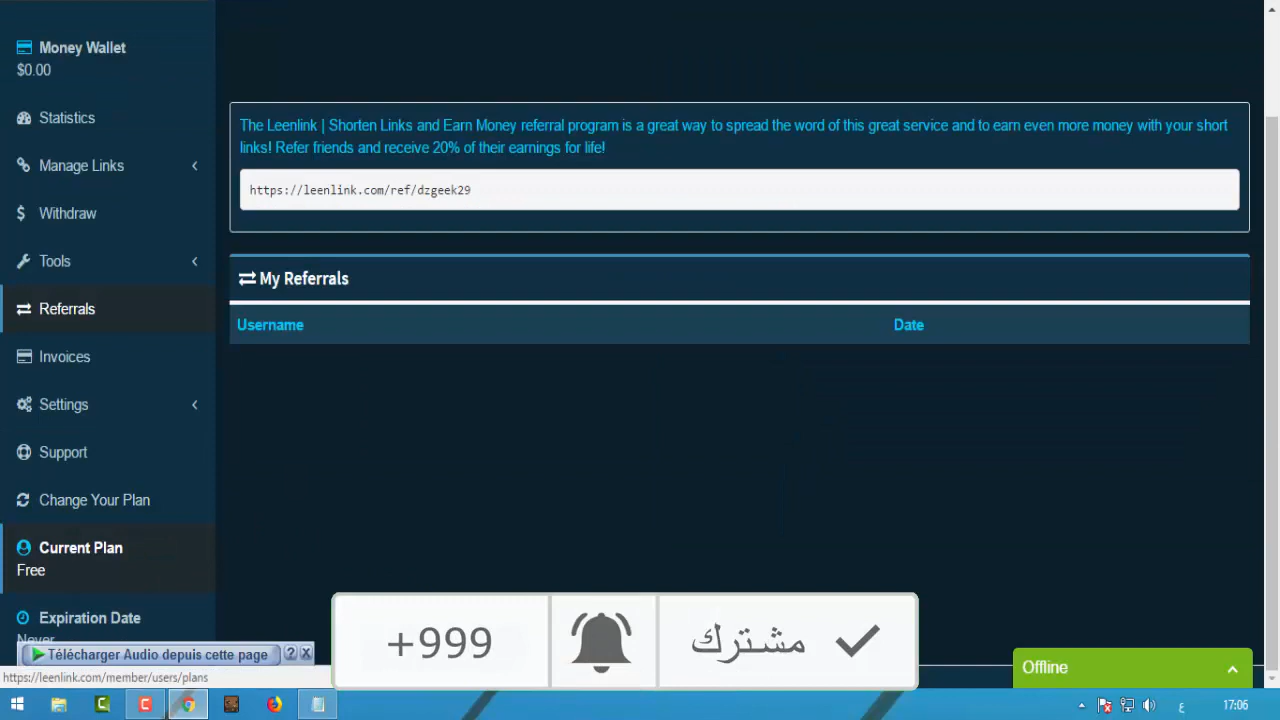 Money Wallet
$0.00
Statistics
Manage Links
Withdraw
Tools
Referrals
Invoices
Settings
Support
Change Your Plan
Current Plan
Free
Expiration Date
Never
The Leenlink | Shorten Links and Earn Money referral program is a great way to spread the word of this great service and to earn even more money with your short
links! Refer friends and receive 20% of their earnings for life!
https://leenlink.com/ref/dzgeek29
My Referrals
Username Date
+999 مشترك
Offline
Télécharger Audio depuis cette page ? X
https://leenlink.com/member/users/plans
ع 17:06